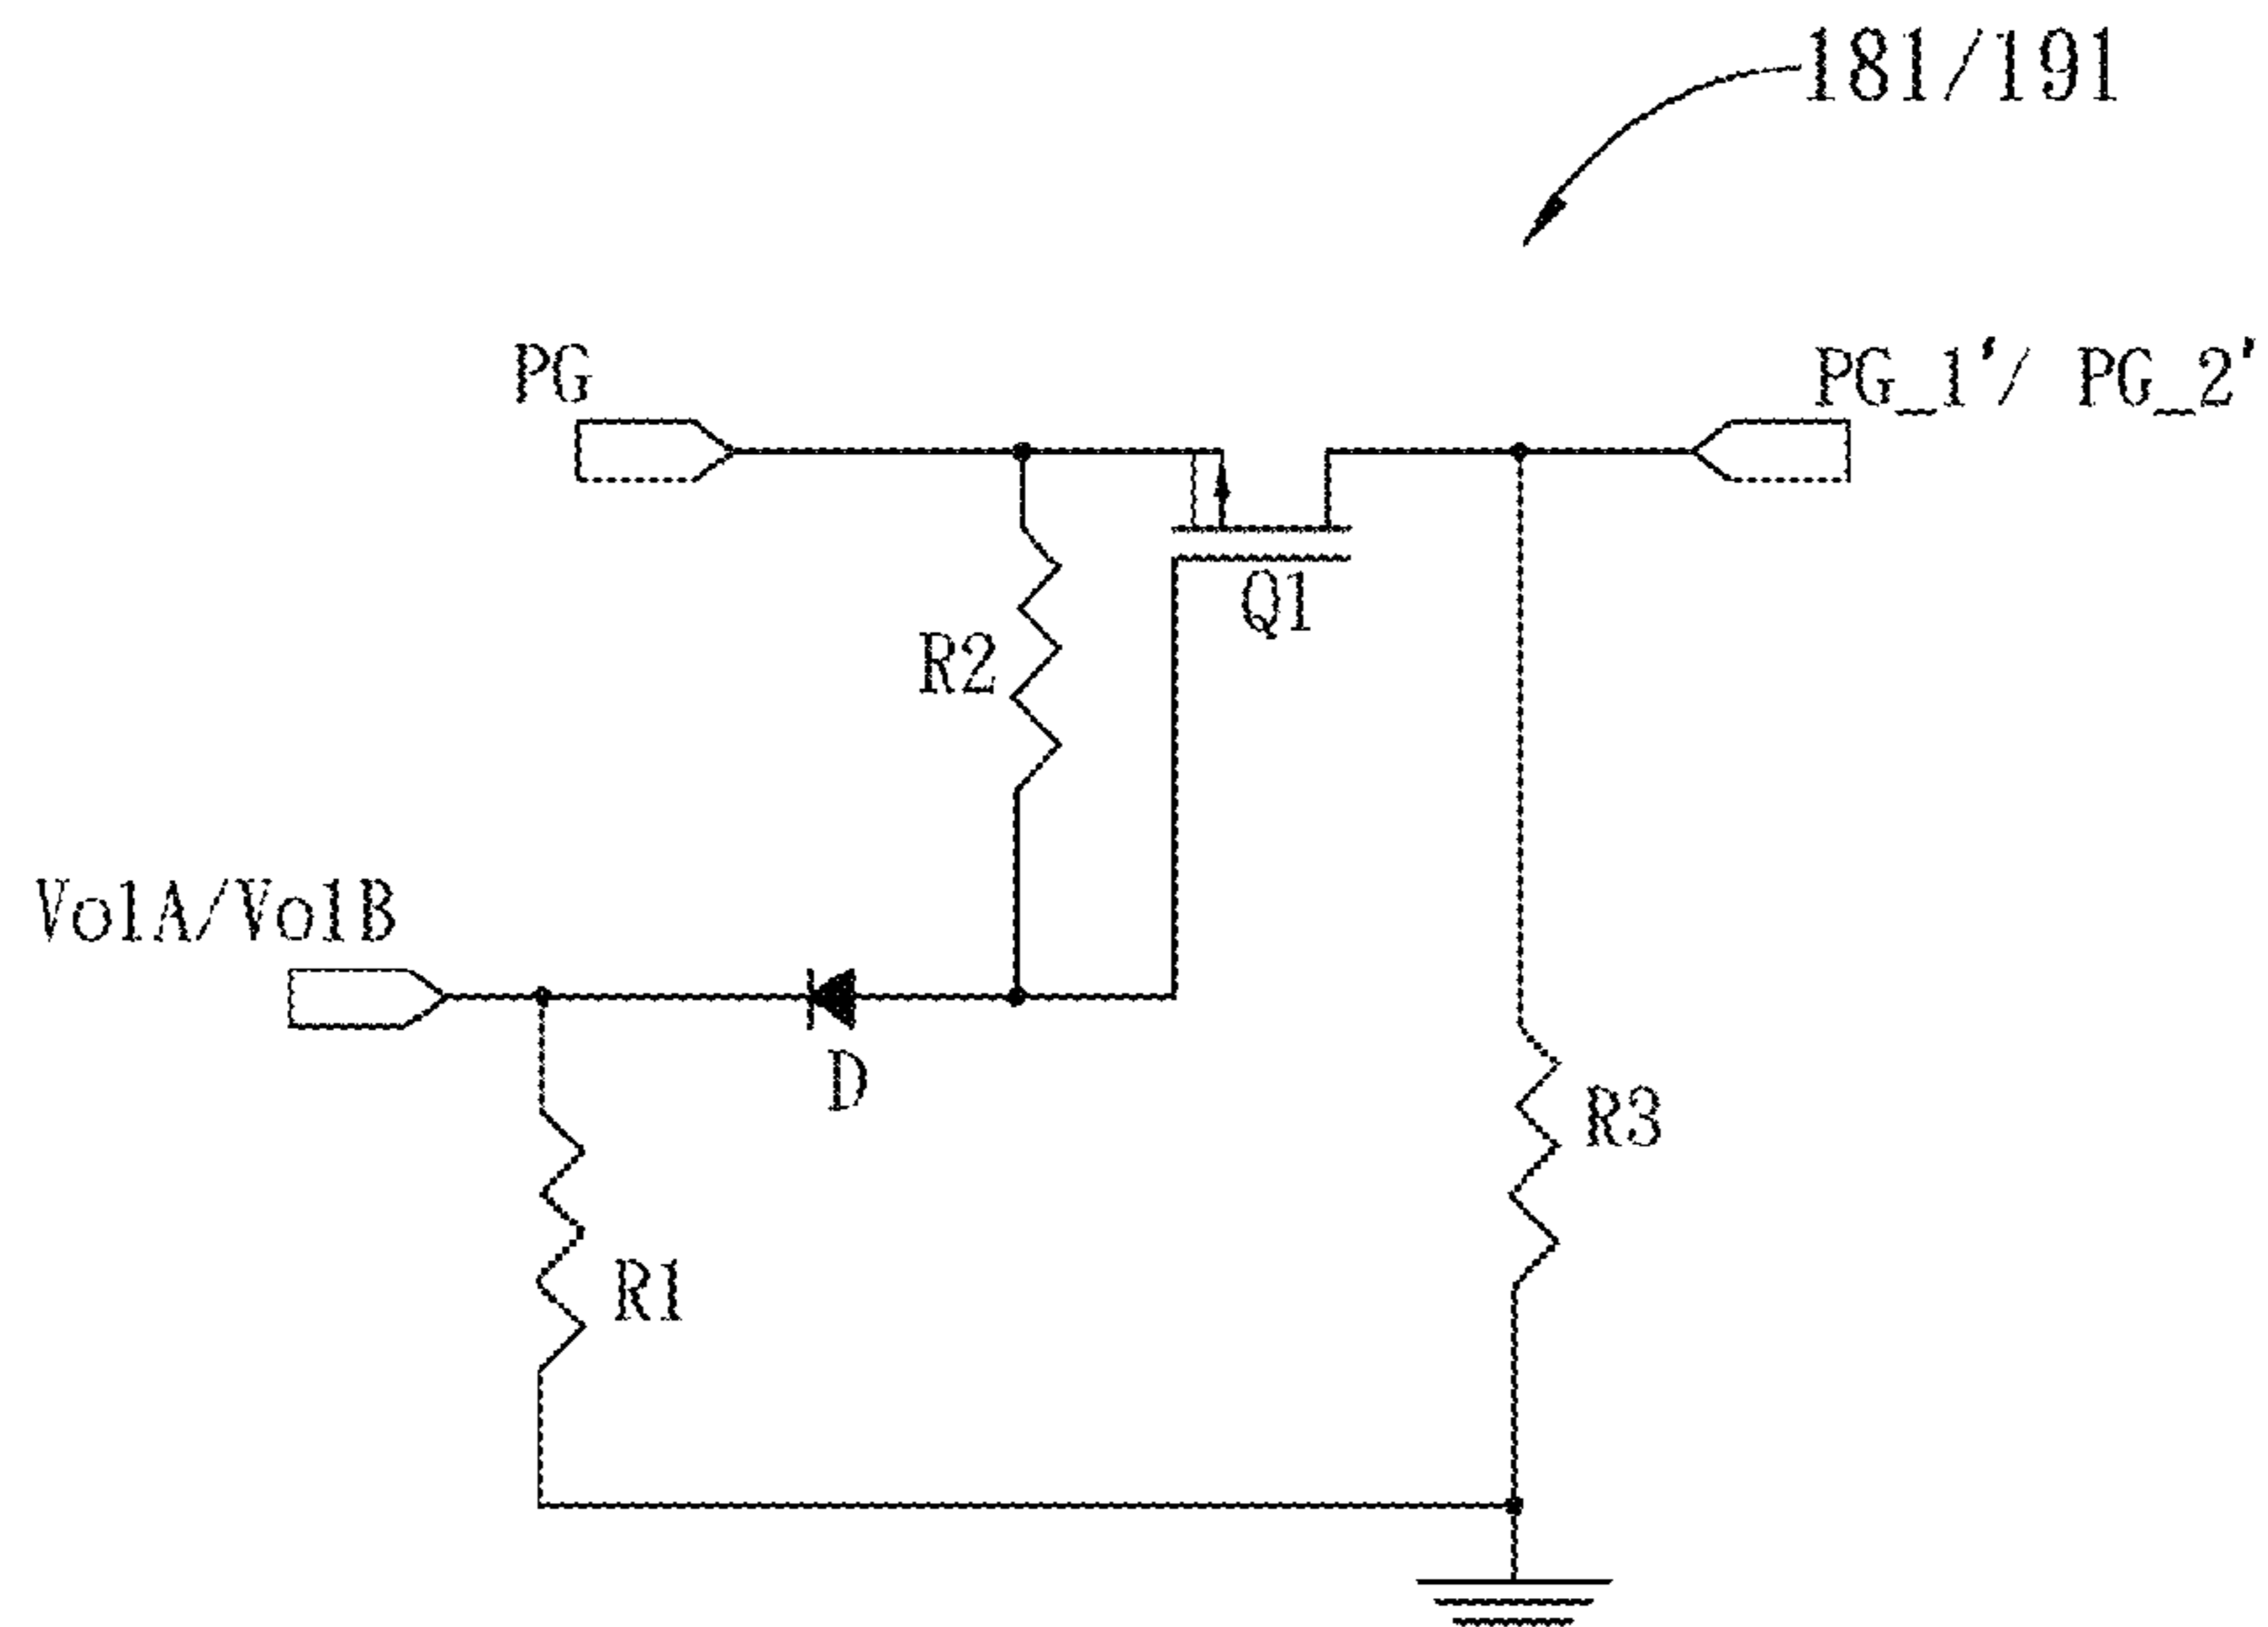 181/191
PG
PG_1'/ PG_2'
Q1
R2
Vo1A/Vo1B
D
R3
R1